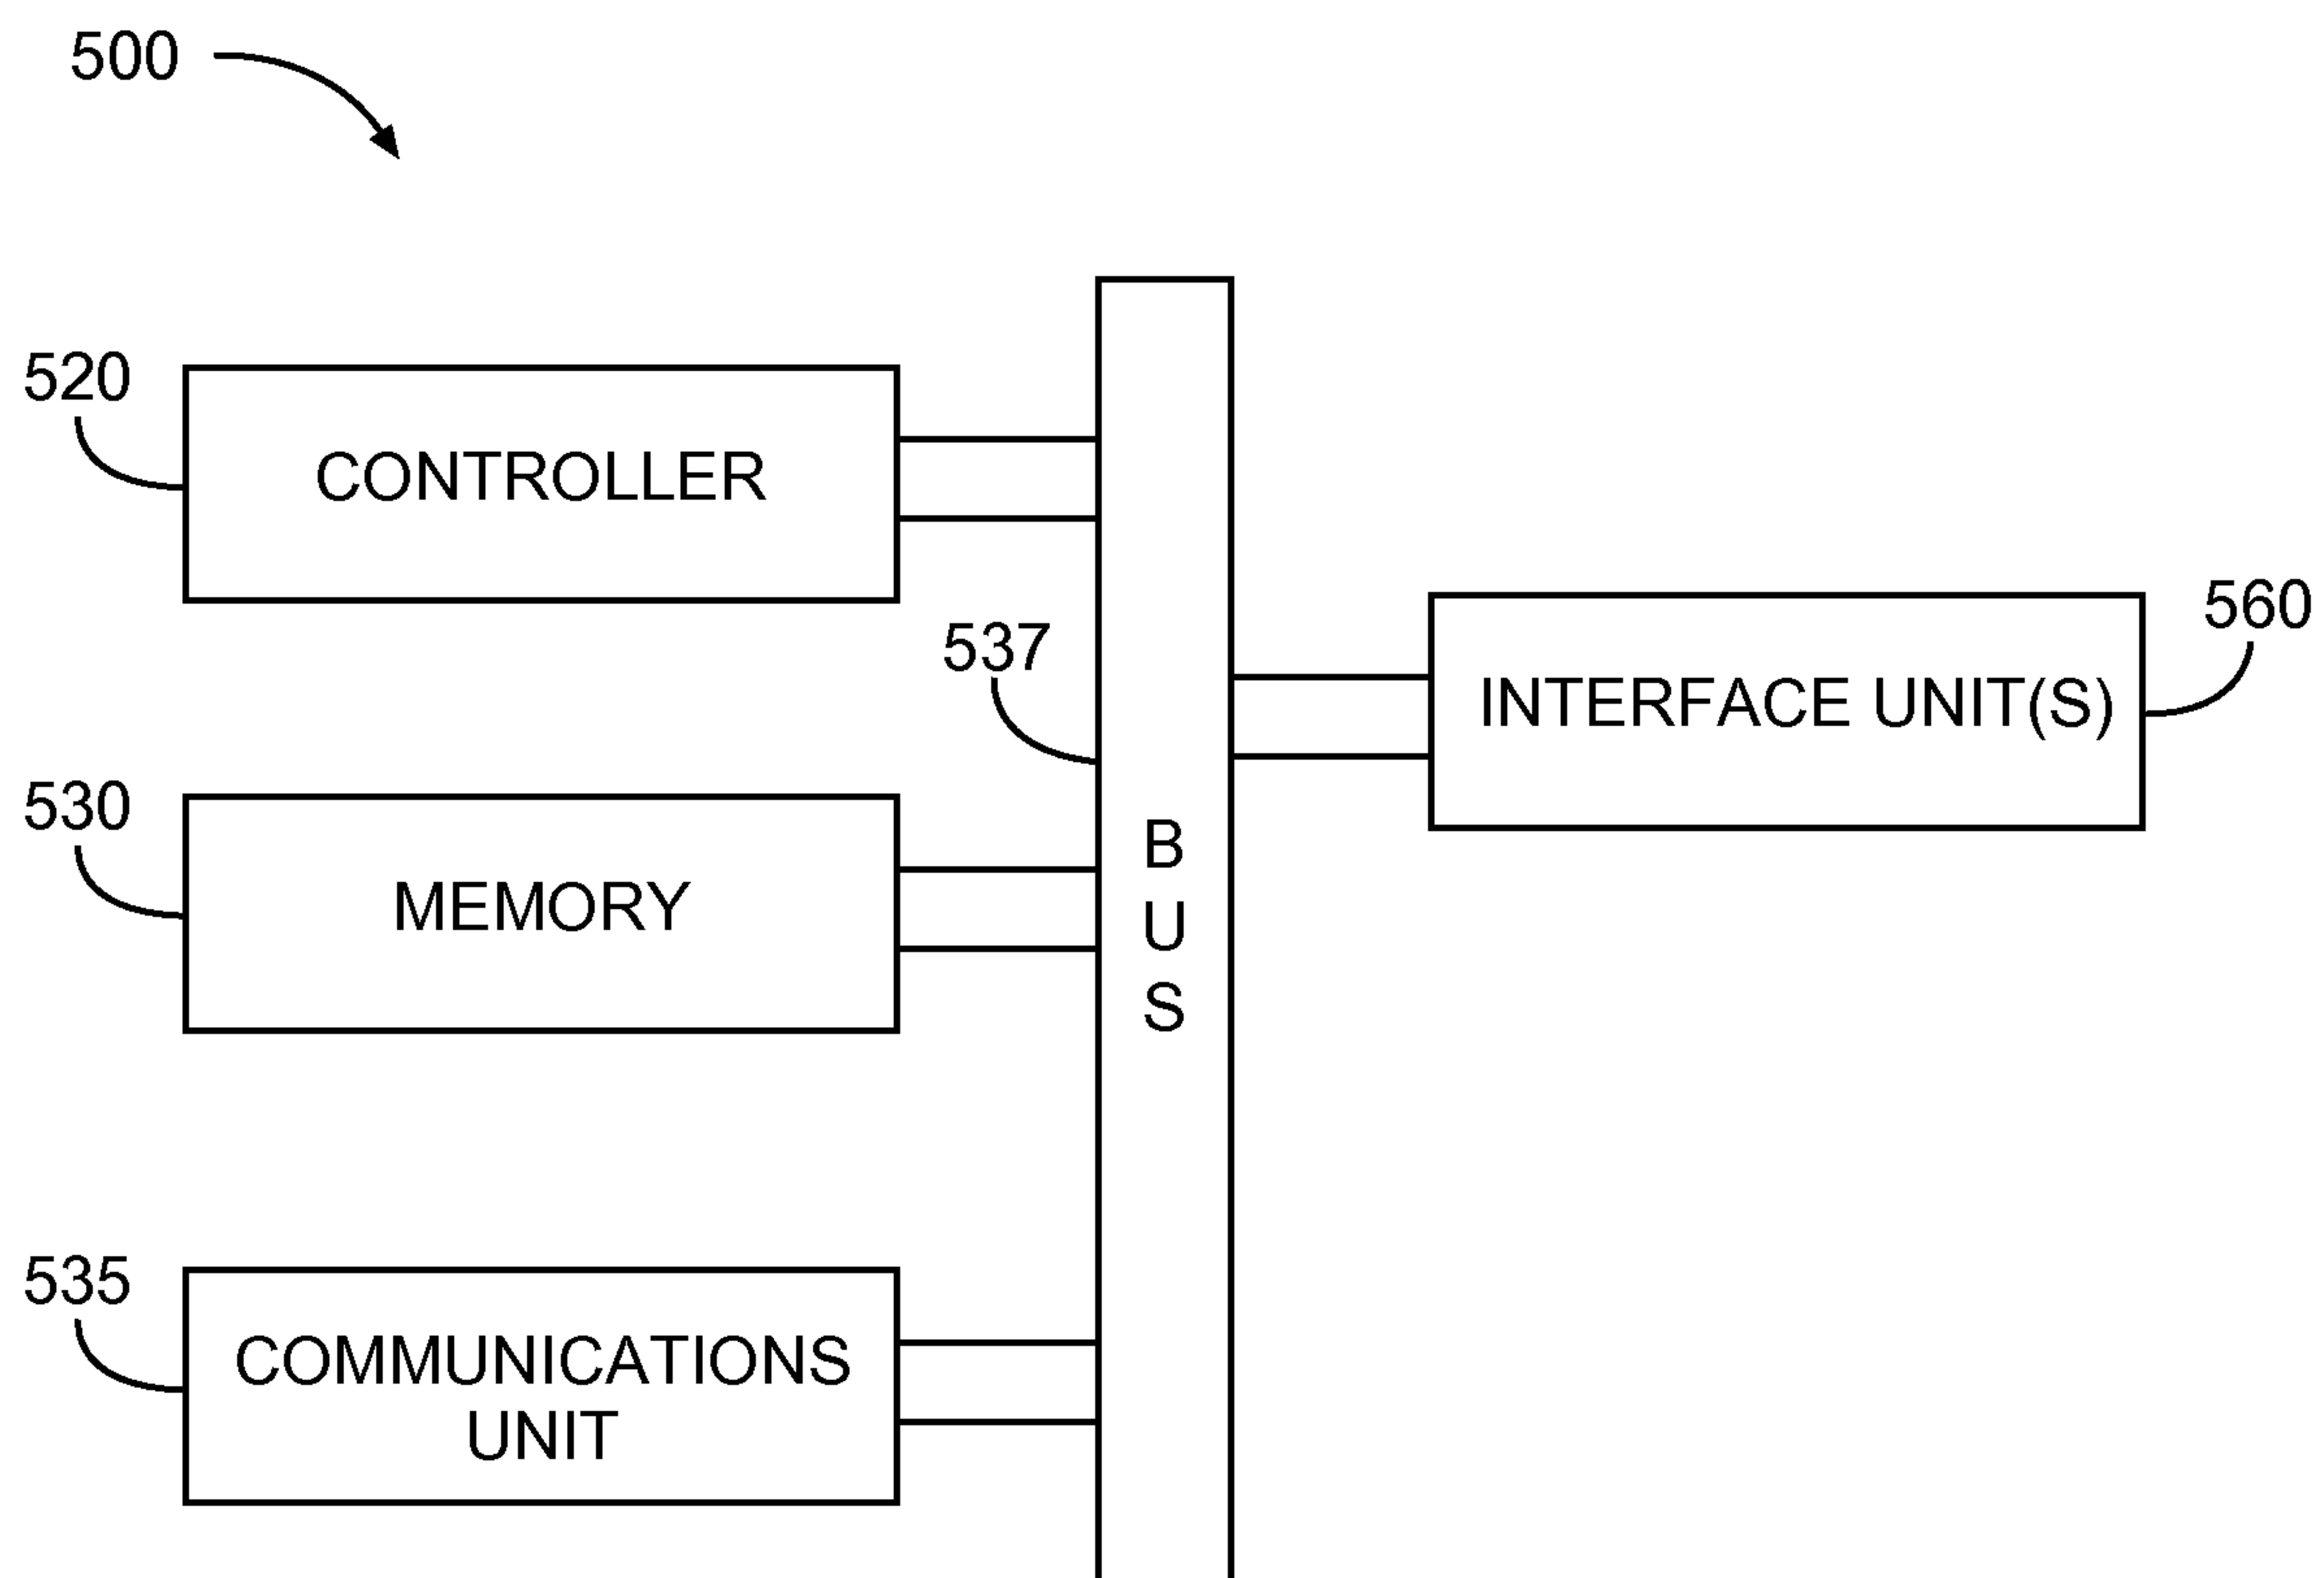 500
520
CONTROLLER
537
560
INTERFACE UNIT(S)
530
MEMORY
B
U
S
535
COMMUNICATIONS
UNIT